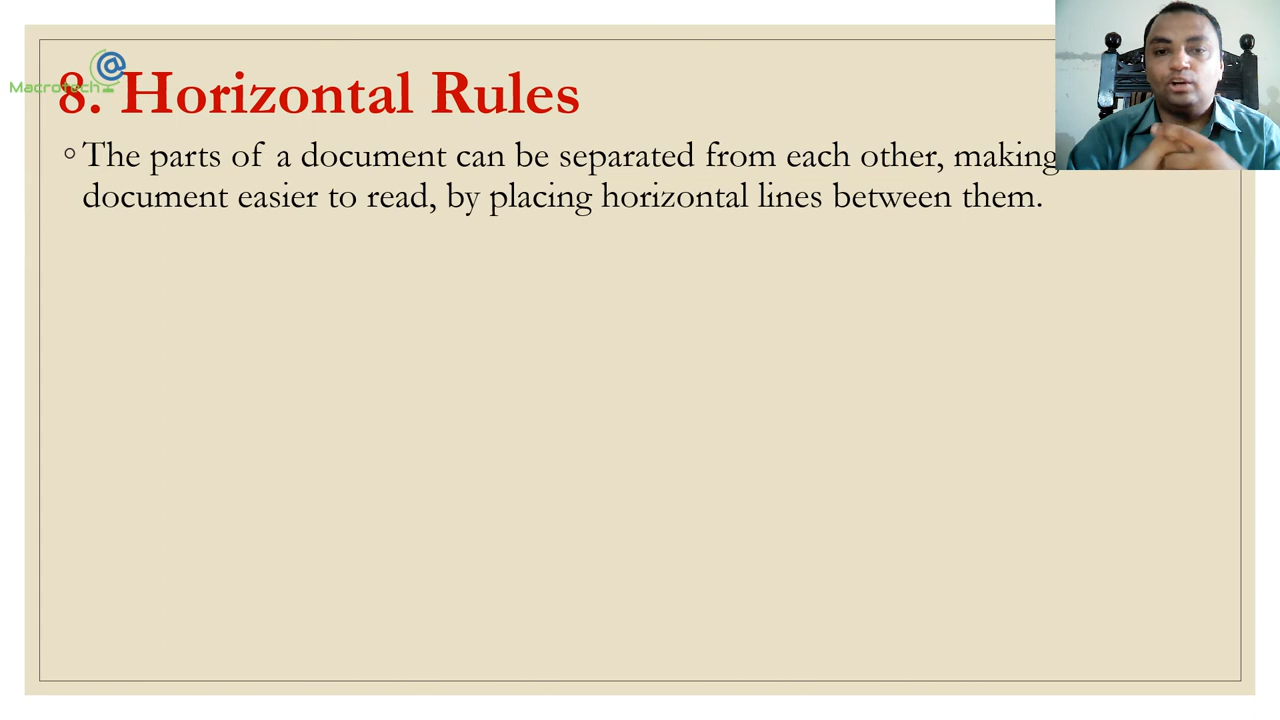 Macrotech
8. Horizontal Rules
The parts of a document can be separated from each other, making
document easier to read, by placing horizontal lines between them.